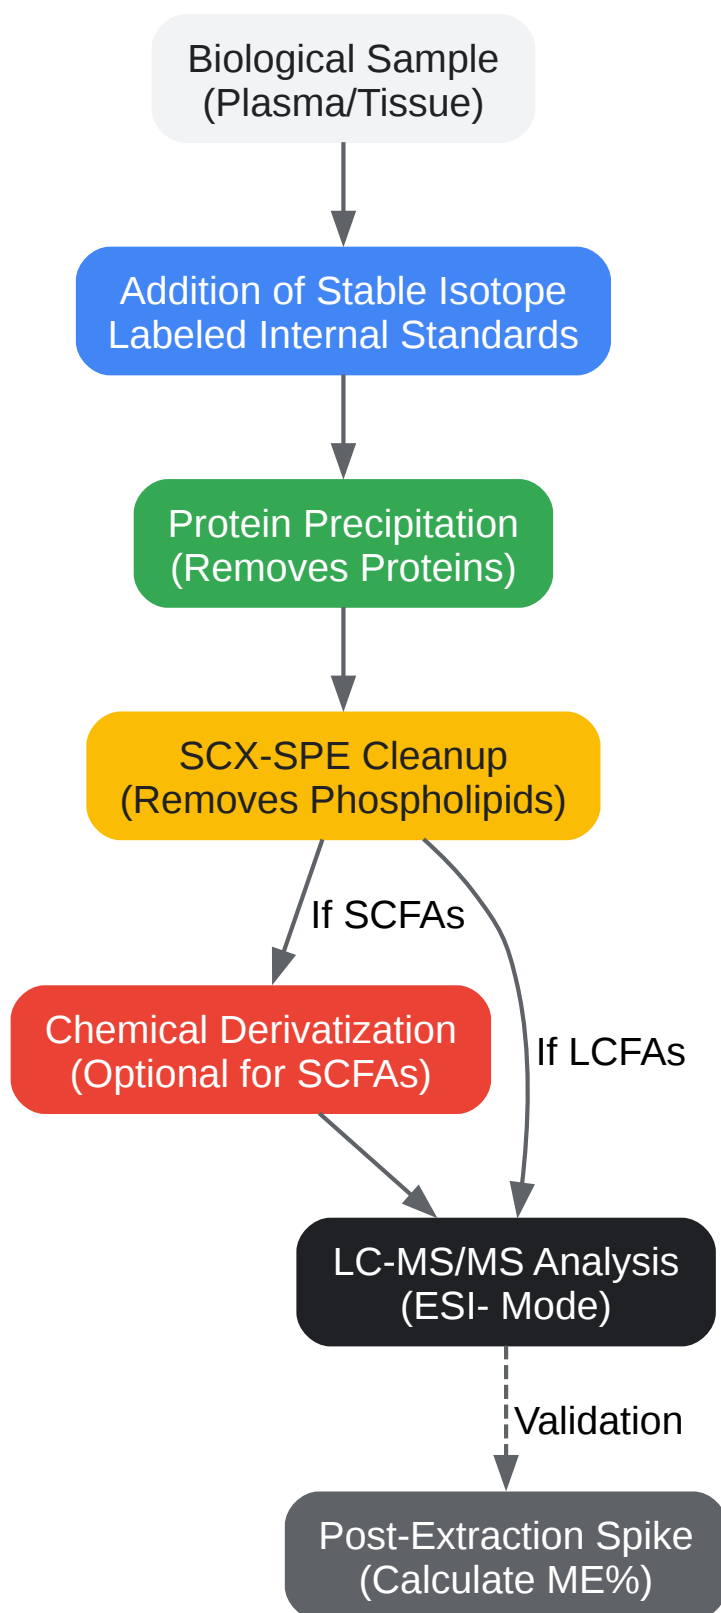 Biological Sample
(Plasma/Tissue)
Addition of Stable Isotope
Labeled Internal Standards
Protein Precipitation
(Removes Proteins)
SCX-SPE Cleanup
(Removes Phospholipids)
If SCFAs
Chemical Derivatization
(Optional for SCFAs)
If LCFAs
LC-MS/MS Analysis
(ESI- Mode)
Validation
Post-Extraction Spike
(Calculate ME%)